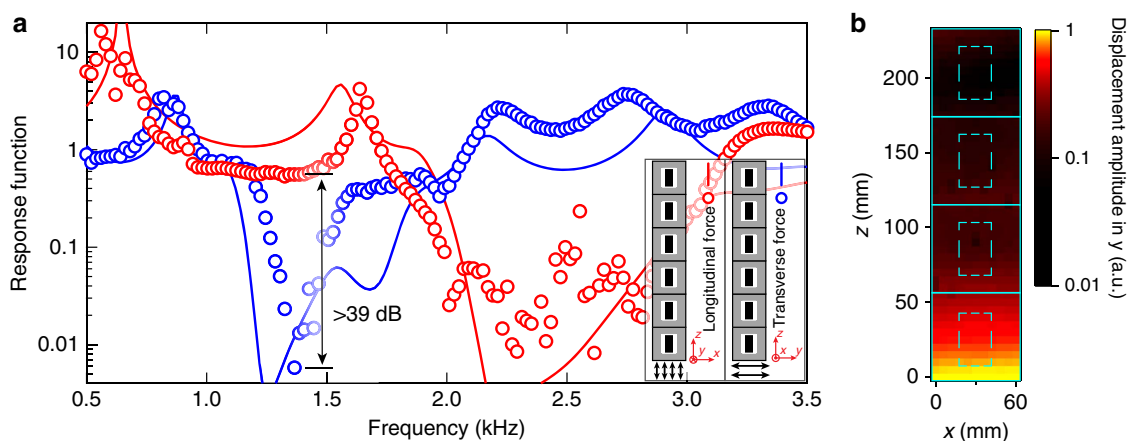 a
b
Response function
10
1
0.1
0.01
>39 dB
0.5
1.0
1.5
2.0
2.5
3.0
3.5
Frequency (kHz)
Longitudinal force
Transverse force
z
y
x
z
x
y
z (mm)
200
150
100
50
0
0
60
x (mm)
1
0.1
0.01
Displacement amplitude in y (a.u.)